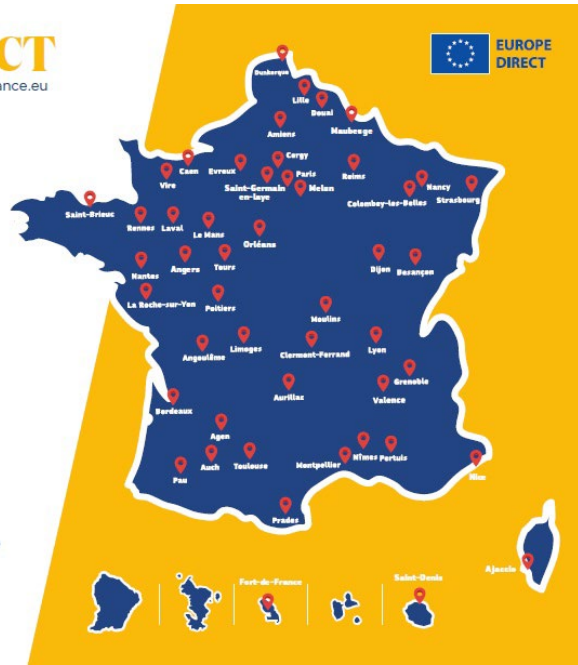 CT
ance.eu
EUROPE
DIRECT
Dunkerque
Lille
Douai
Maubeuge
Amiens
Caen
Vire
Evreux
Cergy
Paris
Saint-Germain
en-laye
Melun
Reims
Nancy
Colombey-les-Belles
Strasbourg
Saint-Brieuc
Rennes
Laval
Le Mans
Orléans
Nantes
Angers
Tours
Dijon
Besançon
La Roche-sur-Yon
Poitiers
Moulins
Angoulême
Limoges
Clermont-Ferrand
Lyon
Grenoble
Aurillac
Valence
Bordeaux
Agen
Pau
Auch
Toulouse
Montpellier
Nîmes
Pertuis
Nice
Prades
Ajaccio
Fort-de-France
Saint-Denis